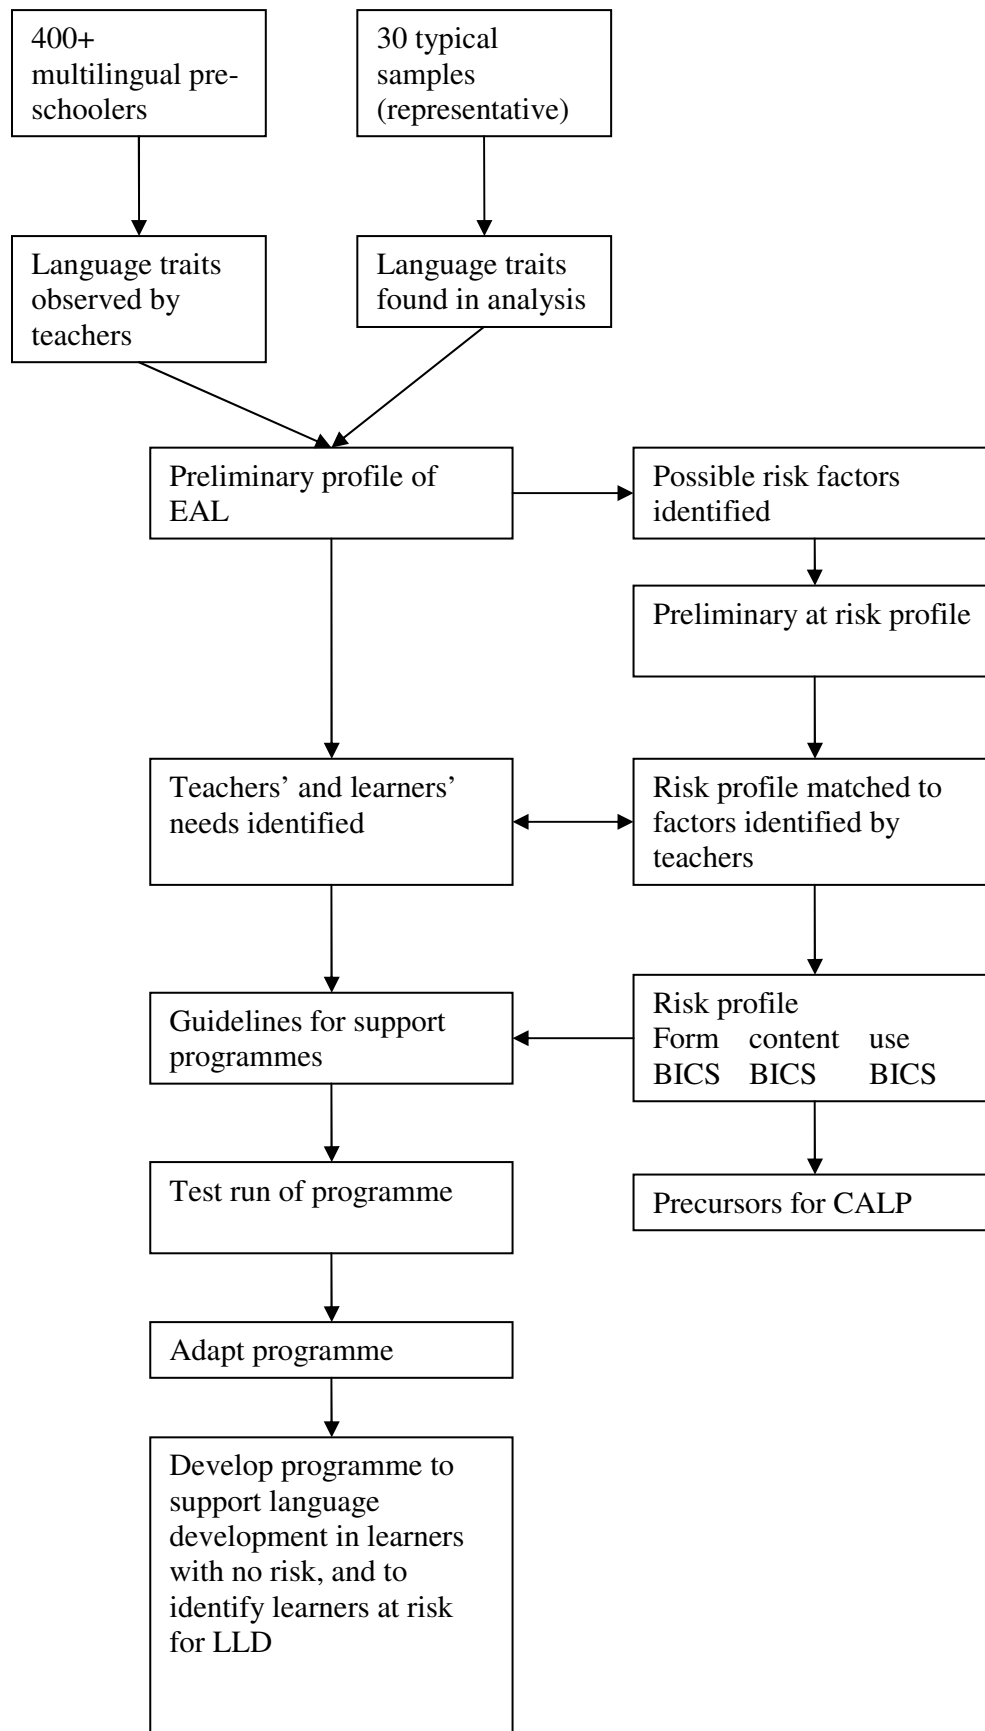 400+
multilingual pre-
schoolers
30 typical
samples
(representative)
Language traits
observed by
teachers
Language traits
found in analysis
Preliminary profile of
EAL
Possible risk factors
identified
Preliminary at risk profile
Teachers’ and learners’
needs identified
Risk profile matched to
factors identified by
teachers
Guidelines for support
programmes
Risk profile
Form content use
BICS BICS BICS
Test run of programme
Precursors for CALP
Adapt programme
Develop programme to
support language
development in learners
with no risk, and to
identify learners at risk
for LLD